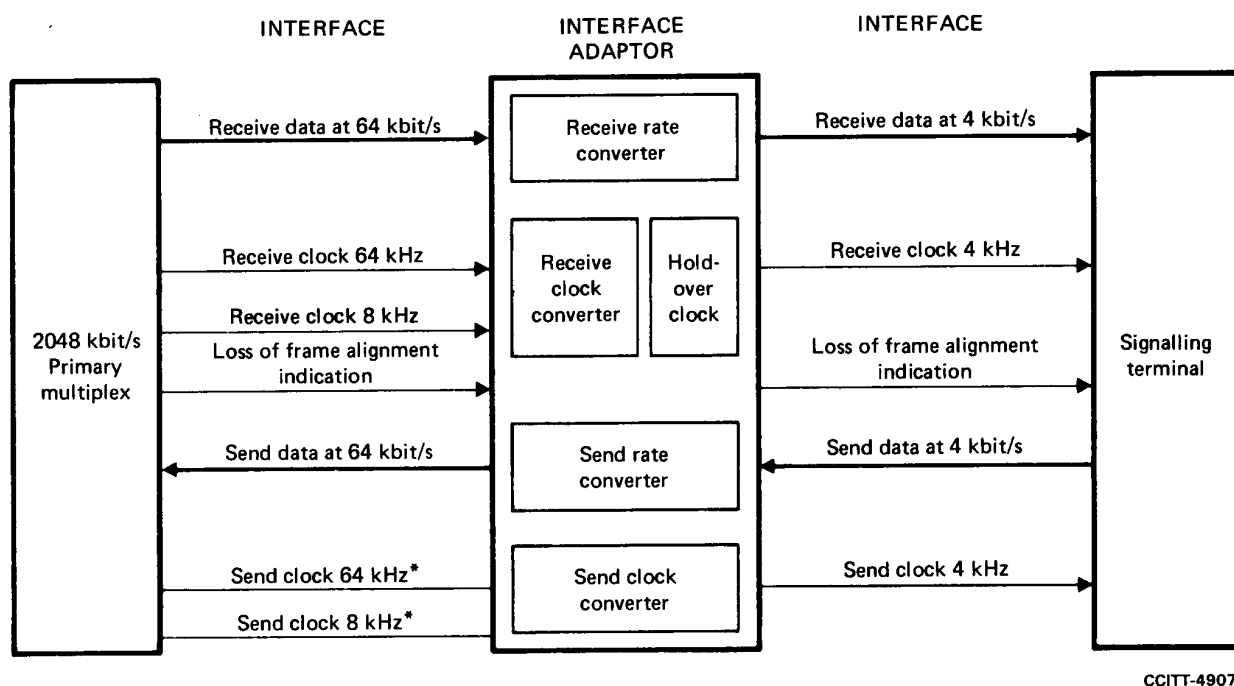 INTERFACE
INTERFACE
ADAPTOR
INTERFACE
Receive data at 64 kbit/s
Receive rate
converter
Receive data at 4 kbit/s
Receive clock 64 kHz
Receive
clock
converter
Hold-
over
clock
Receive clock 4 kHz
Receive clock 8 kHz
2048 kbit/s
Primary
multiplex
Loss of frame alignment
indication
Loss of frame alignment
indication
Signalling
terminal
Send data at 64 kbit/s
Send rate
converter
Send data at 4 kbit/s
Send clock 64 kHz*
Send clock
converter
Send clock 4 kHz
Send clock 8 kHz*
CCITT-4907